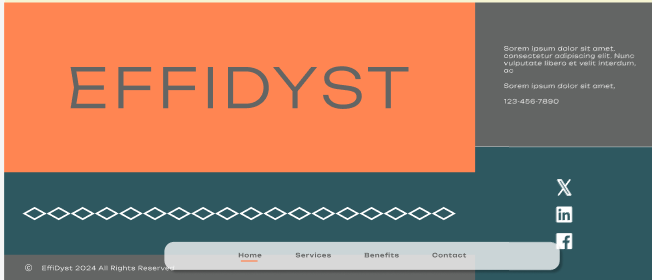 EFFIDYST
Sorem ipsum dolor sit amet,
consectetur adipiscing elit. Nunc
vulputate libero et velit interdum,
ac
Sorem ipsum dolor sit amet,
123-456-7890
X
in
f
Home Services Benefits Contact
© EffiDyst 2024 All Rights Reserved